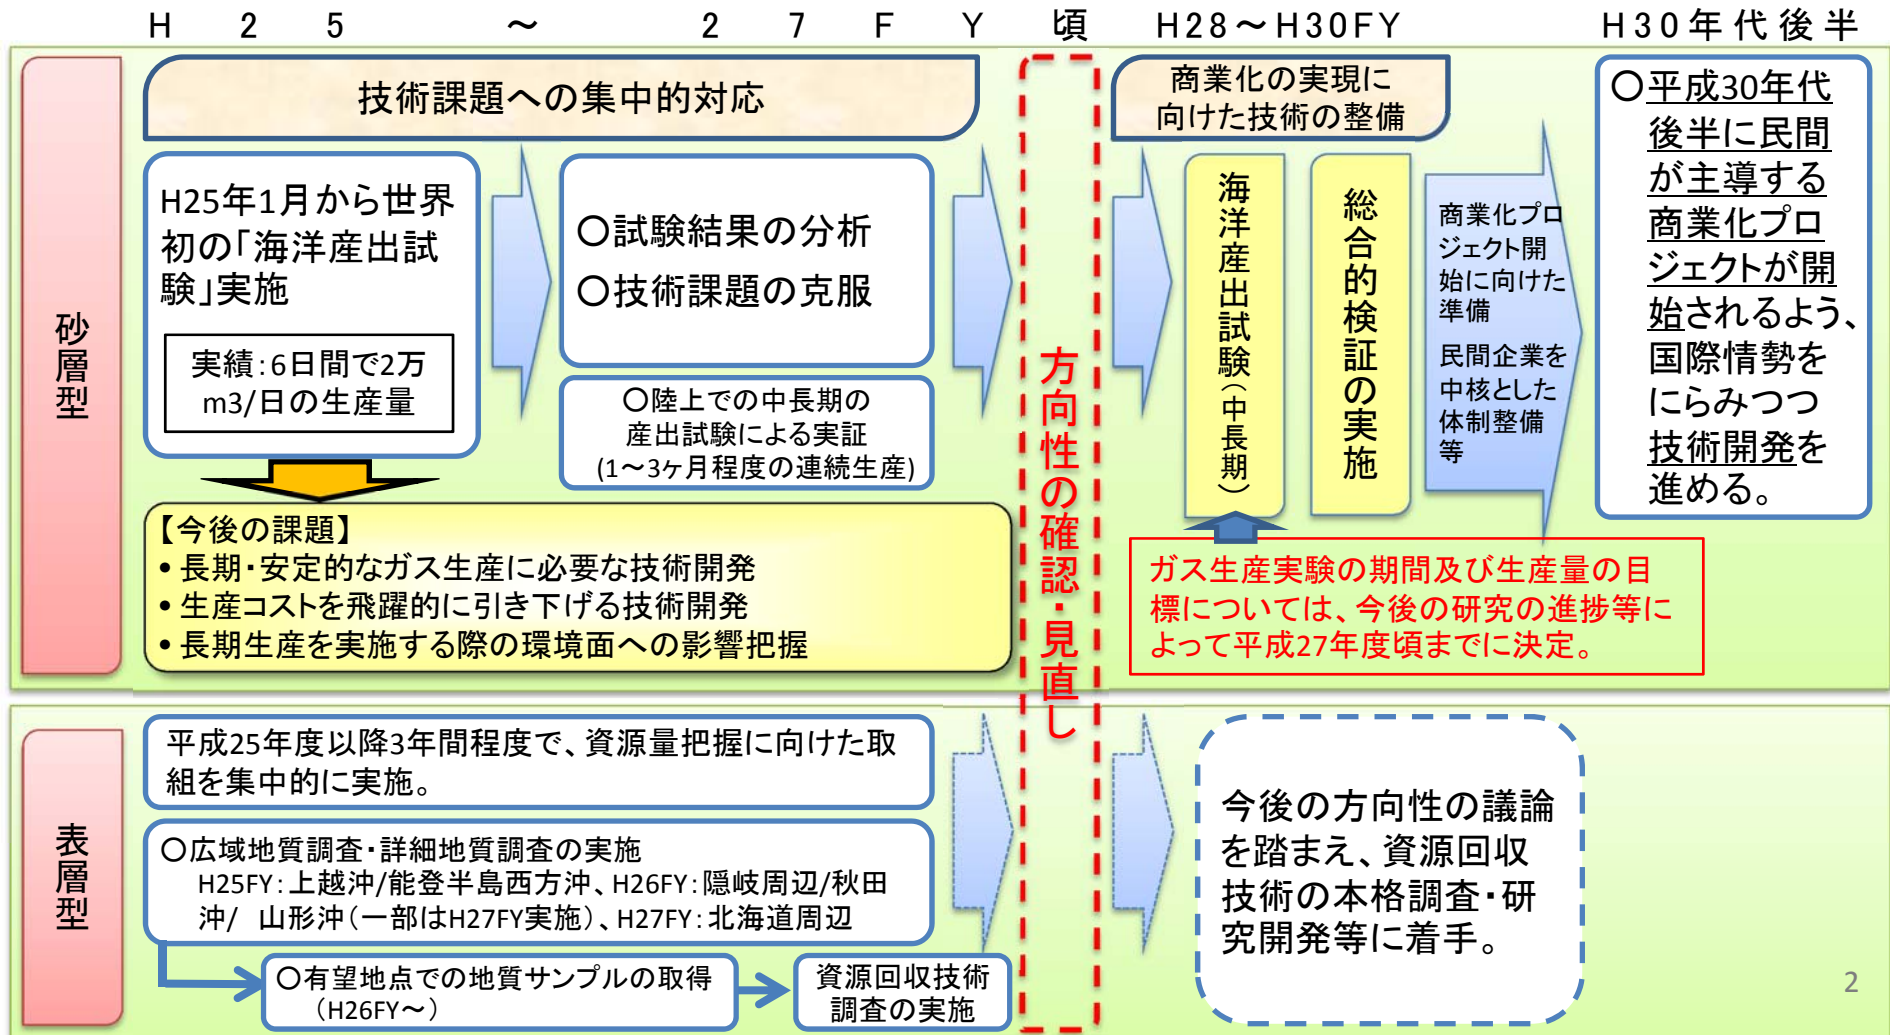 H25～27FY頃
H28～H30FY
H30年代後半
砂層型
技術課題への集中的対応
H25年1月から世界
初の「海洋産出試
験」実施
実績：6日間で2万
m3/日の生産量
○試験結果の分析
○技術課題の克服
○陸上での中長期の
産出試験による実証
(1～3ヶ月程度の連続生産)
【今後の課題】
• 長期・安定的なガス生産に必要な技術開発
• 生産コストを飛躍的に引き下げる技術開発
• 長期生産を実施する際の環境面への影響把握
方向性の確認・見直し
商業化の実現に
向けた技術の整備
海洋産出試験（中長期）
総合的検証の実施
商業化プロ
ジェクト開
始に向けた
準備
民間企業を
中核とした
体制整備
等
ガス生産実験の期間及び生産量の目
標については、今後の研究の進捗等に
よって平成27年度頃までに決定。
○平成30年代
後半に民間
が主導する
商業化プロ
ジェクトが開
始されるよう、
国際情勢を
にらみつつ
技術開発を
進める。
表層型
平成25年度以降3年間程度で、資源量把握に向けた取
組を集中的に実施。
○広域地質調査・詳細地質調査の実施
H25FY：上越沖/能登半島西方沖、H26FY：隠岐周辺/秋田
沖/ 山形沖（一部はH27FY実施）、H27FY：北海道周辺
○有望地点での地質サンプルの取得
（H26FY～）
資源回収技術
調査の実施
今後の方向性の議論
を踏まえ、資源回収
技術の本格調査・研
究開発等に着手。
2